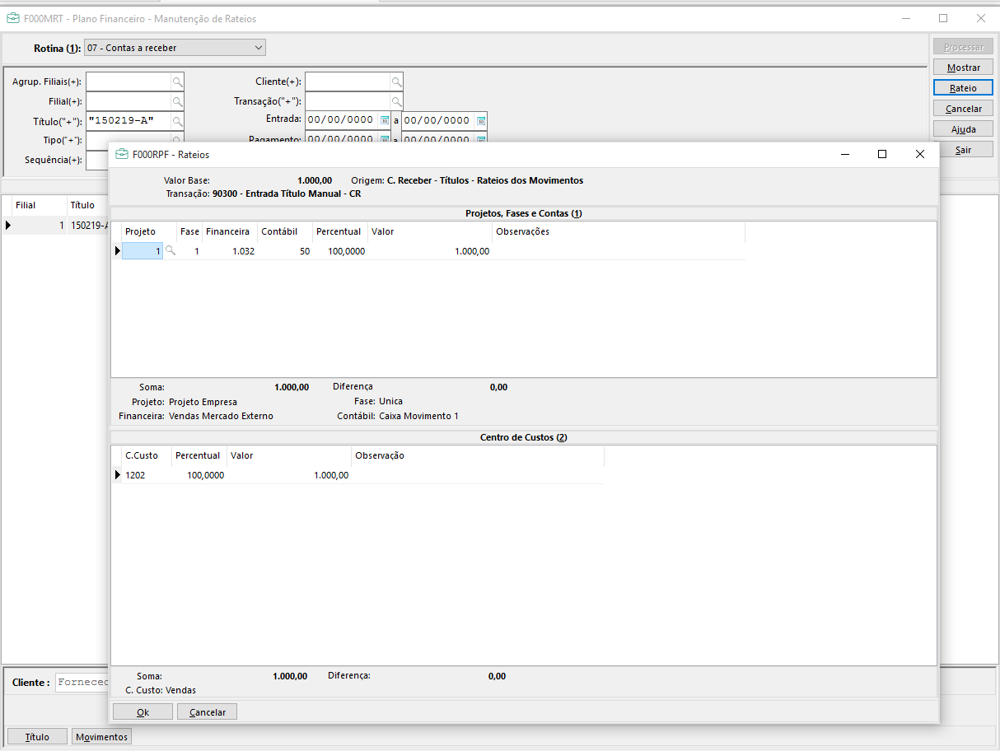 F000MRT - Plano Financeiro - Manutenção de Rateios
Rotina (1): 07 - Contas a receber
Processar
Mostrar
Rateio
Cancelar
Ajuda
Sair
Agrup. Filiais(+):
Cliente(+):
Filial(+):
Transação("+"):
Título("+"): "150219-A"
Entrada: 00/00/0000 a 00/00/0000
Tipo("+"):
Pagamento: 00/00/0000 a 00/00/0000
Sequência(+):
Filial Título
1 150219-A
F000RPF - Rateios
Valor Base: 1.000,00 Origem: C. Receber - Títulos - Rateios dos Movimentos
Transação: 90300 - Entrada Título Manual - CR
Projetos, Fases e Contas (1)
Projeto Fase Financeira Contábil Percentual Valor Observações
1 1 1.032 50 100,0000 1.000,00
Soma: 1.000,00 Diferença 0,00
Projeto: Projeto Empresa Fase: Unica
Financeira: Vendas Mercado Externo Contábil: Caixa Movimento 1
Centro de Custos (2)
C.Custo Percentual Valor Observação
1202 100,0000 1.000,00
Soma: 1.000,00 Diferença: 0,00
C. Custo: Vendas
Ok Cancelar
Cliente : Fornecec
Título Movimentos